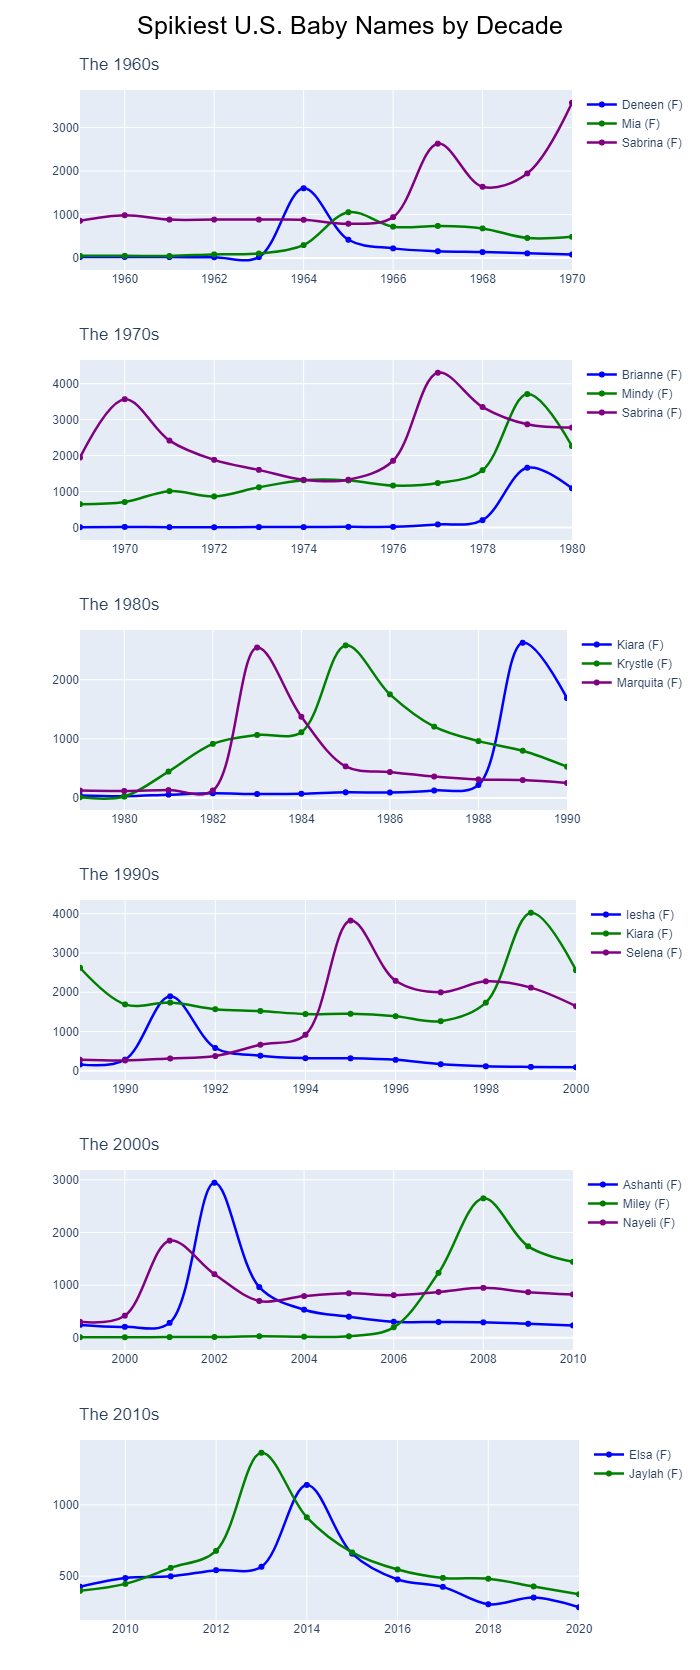 Spikiest U.S. Baby Names by Decade
The 1960s
3000
2000
1000
0
1960 1962 1964 1966 1968 1970
Deneen (F)
Mia (F)
Sabrina (F)
The 1970s
4000
3000
2000
1000
0
1970 1972 1974 1976 1978 1980
Brianne (F)
Mindy (F)
Sabrina (F)
The 1980s
2000
1000
0
1980 1982 1984 1986 1988 1990
Kiara (F)
Krystle (F)
Marquita (F)
The 1990s
4000
3000
2000
1000
0
1990 1992 1994 1996 1998 2000
Iesha (F)
Kiara (F)
Selena (F)
The 2000s
3000
2000
1000
0
2000 2002 2004 2006 2008 2010
Ashanti (F)
Miley (F)
Nayeli (F)
The 2010s
1000
500
2010 2012 2014 2016 2018 2020
Elsa (F)
Jaylah (F)